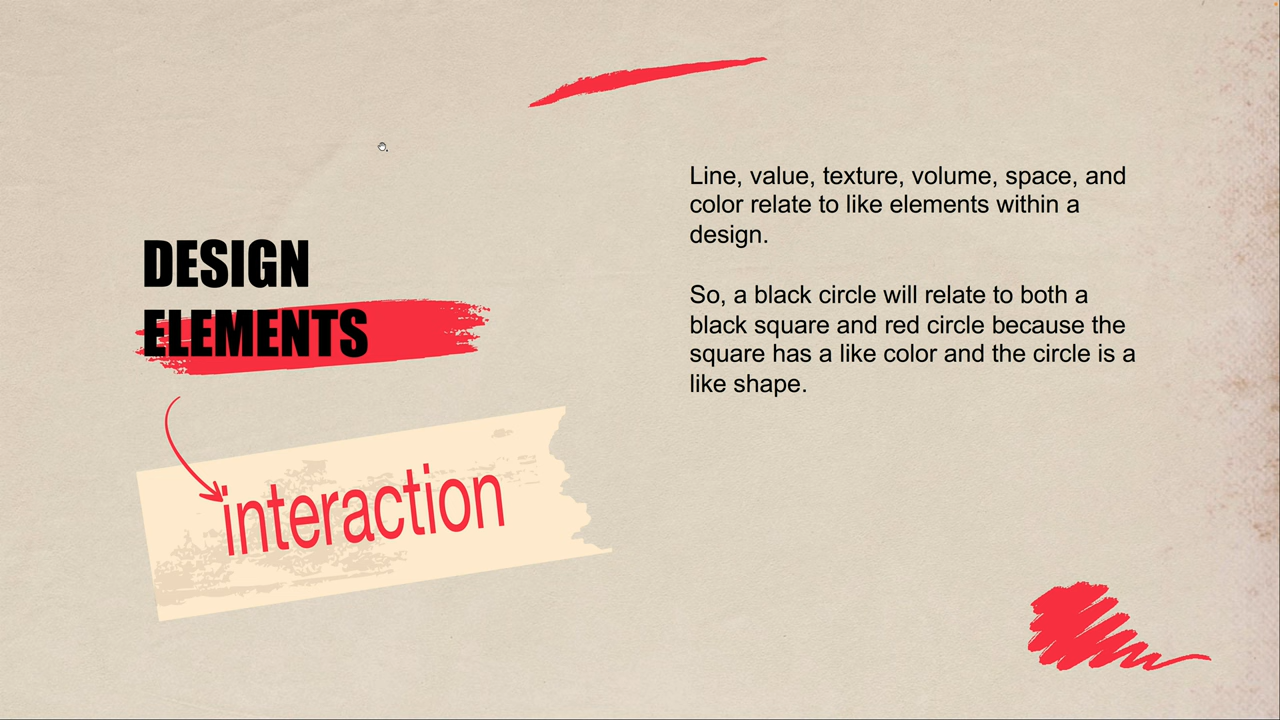 DESIGN
ELEMENTS
interaction
Line, value, texture, volume, space, and
color relate to like elements within a
design.
So, a black circle will relate to both a
black square and red circle because the
square has a like color and the circle is a
like shape.